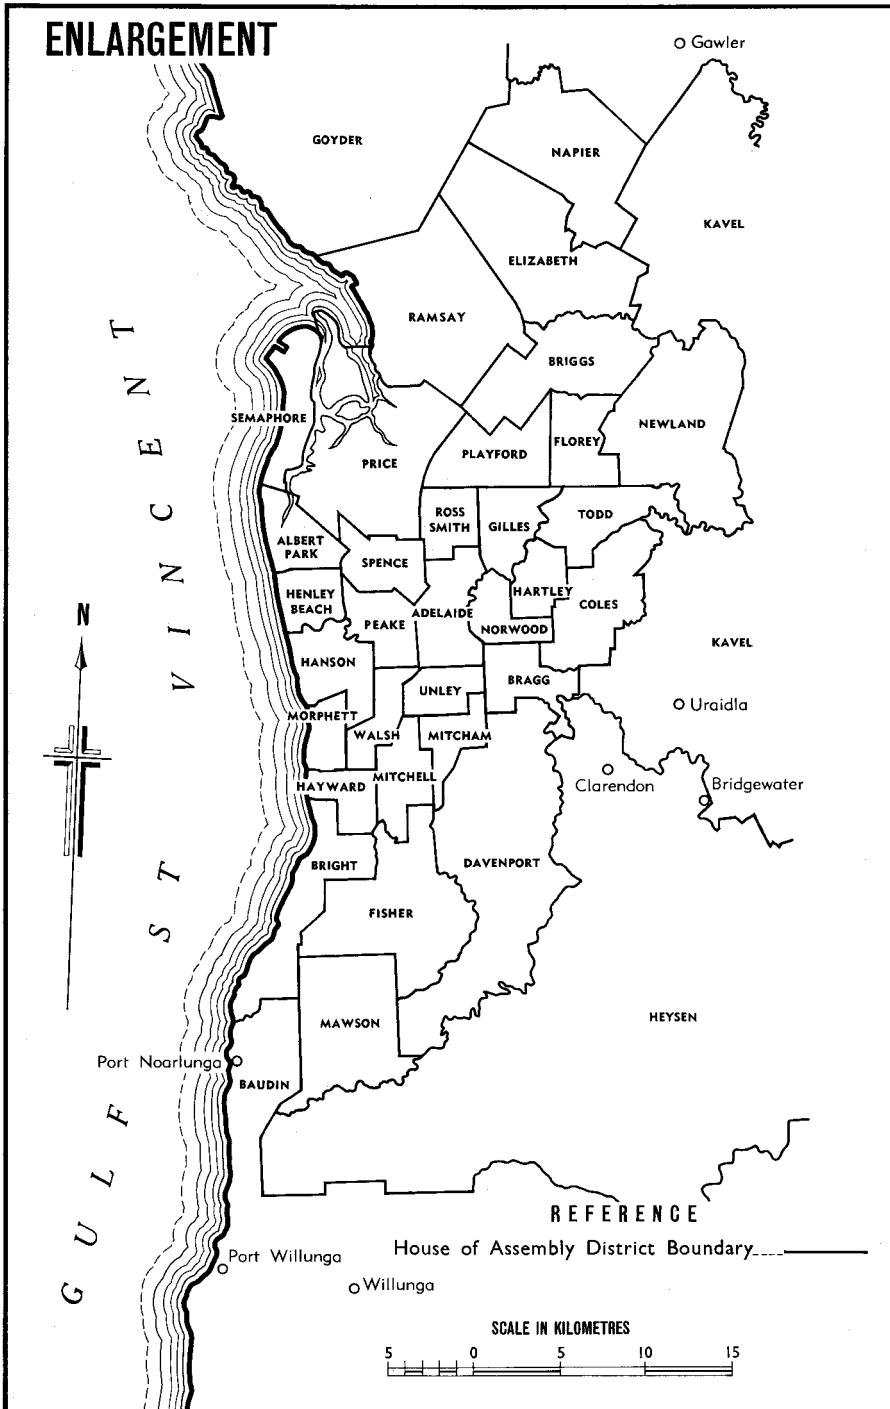 ENLARGEMENT
Gawler
GOYDER
NAPIER
KAVEL
ELIZABETH
RAMSAY
BRIGGS
SEMAPHORE
NEWLAND
FLOREY
PLAYFORD
PRICE
ROSS
SMITH
GILLES
TODD
ALBERT
PARK
SPENCE
HENLEY
BEACH
HARTLEY
COLES
PEAKE
ADELAIDE
NORWOOD
KAVEL
HANSON
BRAGG
UNLEY
Uraidla
MORPHETT
WALSH
MITCHAM
HAYWARD
MITCHELL
Clarendon
Bridgewater
BRIGHT
DAVENPORT
FISHER
MAWSON
HEYSEN
Port Noarlunga
BAUDIN
Port Willunga
Willunga
N
GULF ST VINCENT
REFERENCE
House of Assembly District Boundary
SCALE IN KILOMETRES
5 0 5 10 15